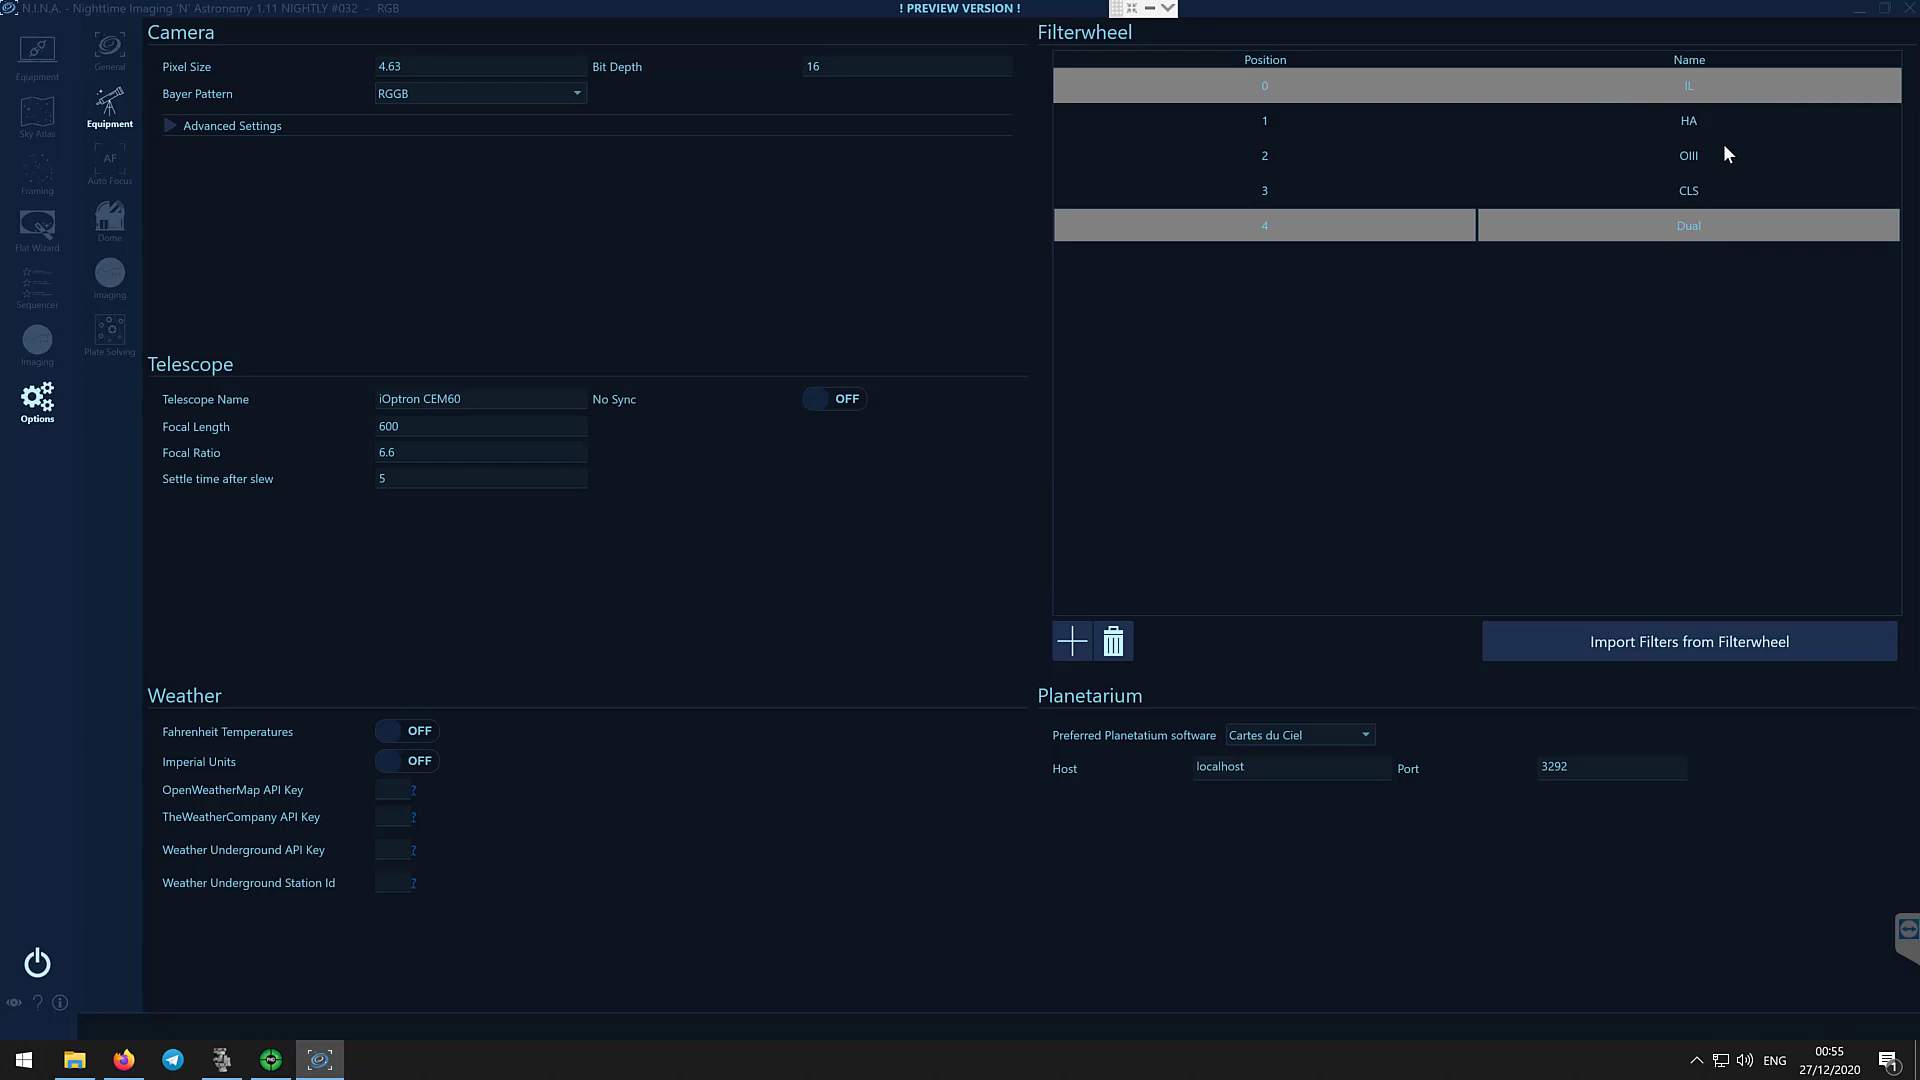 N.I.N.A. - Nighttime Imaging 'N' Astronomy 1.11 NIGHTLY #032 - RGB
! PREVIEW VERSION !
Equipment
Sky Atlas
Framing
Flat Wizard
Sequencer
Imaging
Options
General
Equipment
AF
Auto Focus
Dome
Imaging
Plate Solving
Camera
Pixel Size 4.63 Bit Depth 16
Bayer Pattern RGGB
Advanced Settings
Telescope
Telescope Name iOptron CEM60 No Sync OFF
Focal Length 600
Focal Ratio 6.6
Settle time after slew 5
Weather
Fahrenheit Temperatures OFF
Imperial Units OFF
OpenWeatherMap API Key ?
TheWeatherCompany API Key ?
Weather Underground API Key ?
Weather Underground Station Id ?
Filterwheel
Position Name
0 IL
1 HA
2 OIII
3 CLS
4 Dual
Import Filters from Filterwheel
Planetarium
Preferred Planetatium software Cartes du Ciel
Host localhost Port 3292
?
ENG
00:55
27/12/2020
1